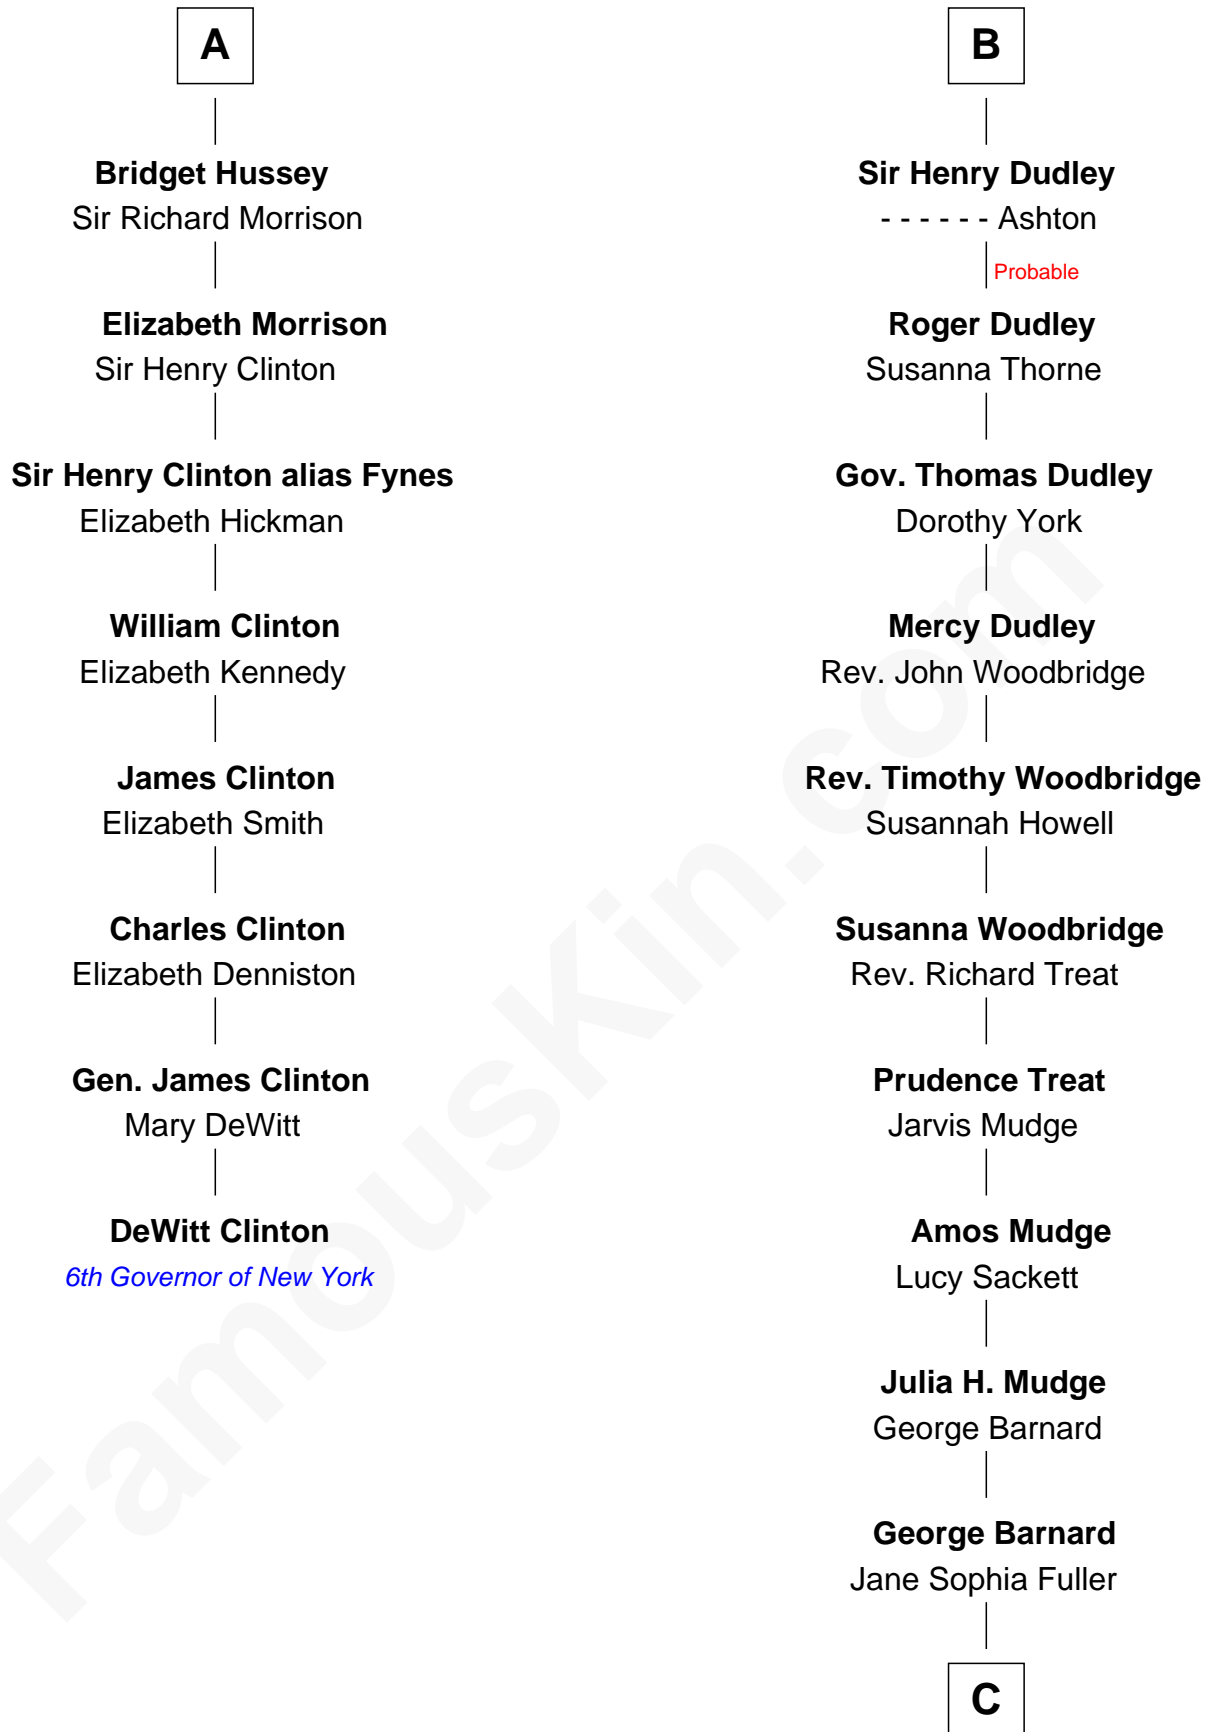 A
Bridget Hussey
Sir Richard Morrison
Elizabeth Morrison
Sir Henry Clinton
Sir Henry Clinton alias Fynes
Elizabeth Hickman
William Clinton
Elizabeth Kennedy
James Clinton
Elizabeth Smith
Charles Clinton
Elizabeth Denniston
Gen. James Clinton
Mary DeWitt
DeWitt Clinton
6th Governor of New York
B
Sir Henry Dudley
- - - - - - Ashton
Probable
Roger Dudley
Susanna Thorne
Gov. Thomas Dudley
Dorothy York
Mercy Dudley
Rev. John Woodbridge
Rev. Timothy Woodbridge
Susannah Howell
Susanna Woodbridge
Rev. Richard Treat
Prudence Treat
Jarvis Mudge
Amos Mudge
Lucy Sackett
Julia H. Mudge
George Barnard
George Barnard
Jane Sophia Fuller
C
FamousKin.com